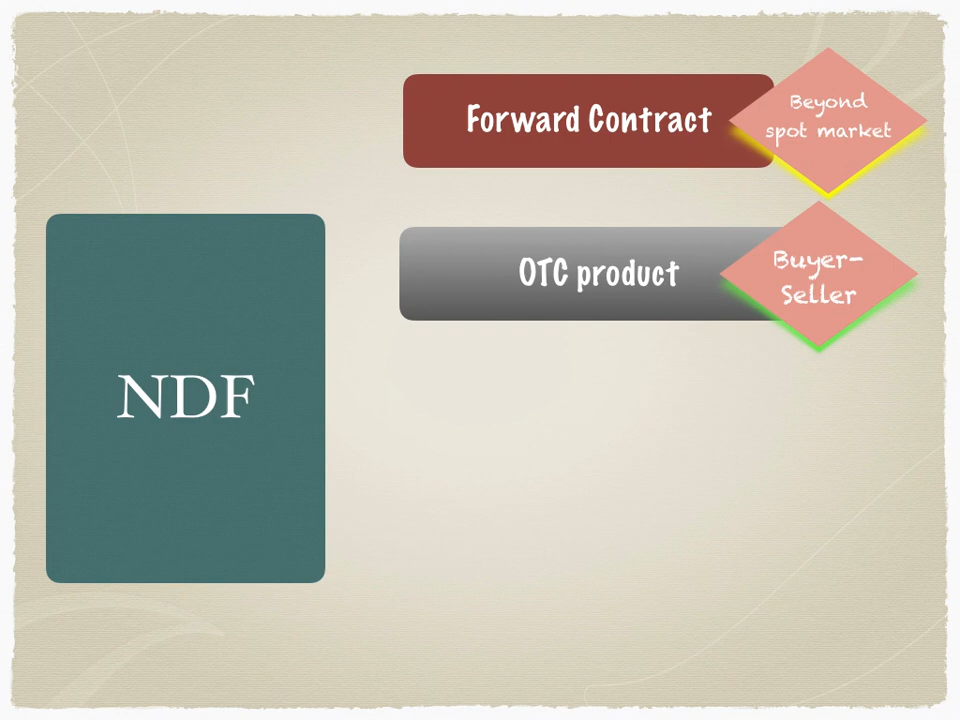 Forward Contract
Beyond
spot market
OTC product
Buyer-
Seller
NDF